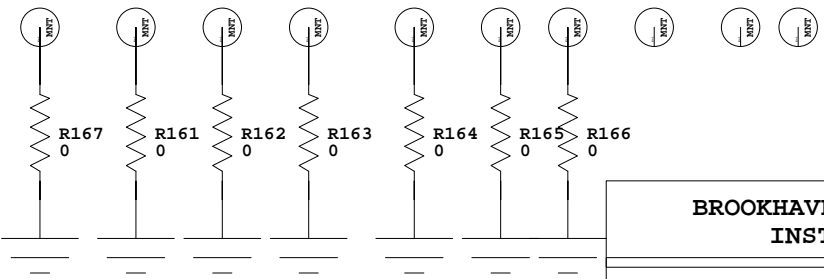 MNT MNT MNT MNT MNT MNT MNT MNT MNT MNT
R167 R161 R162 R163 R164 R165 R166
0 0 0 0 0 0 0
BROOKHAV
INST